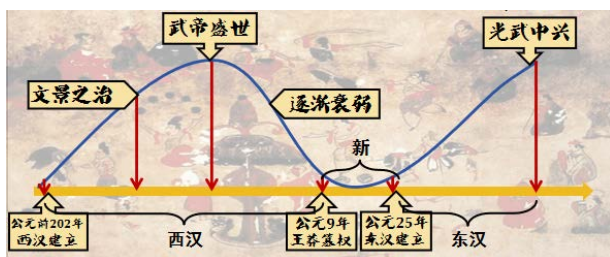 武帝盛世
光武中兴
文景之治
逐渐衰弱
新
公元前202年
西汉建立
西汉
公元9年
王莽篡权
公元25年
东汉建立
东汉